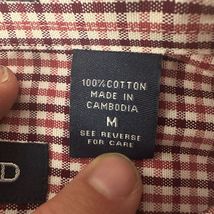 100% COTTON
MADE IN
CAMBODIA
M
SEE REVERSE
FOR CARE
D